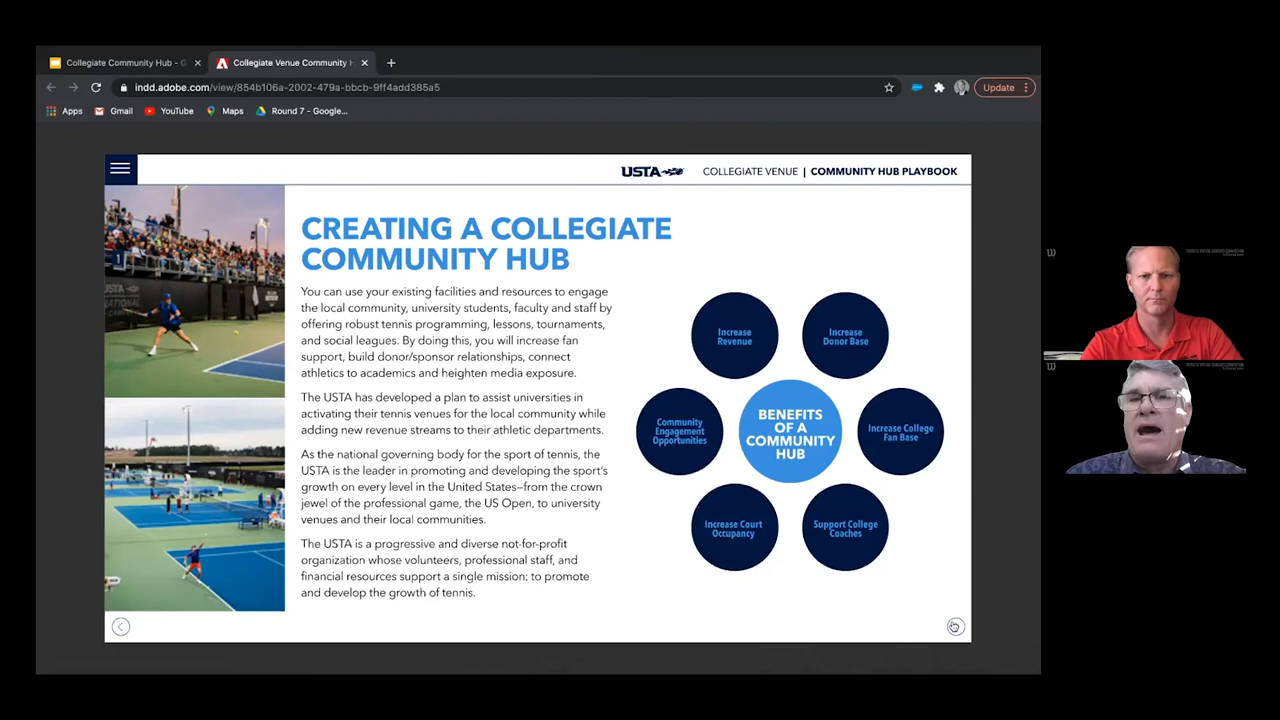 Collegiate Community Hub - G
Collegiate Venue Community H
indd.adobe.com/view/854b106a-2002-479a-bbcb-9ff4add385a5
Update
Apps
Gmail
YouTube
Maps
Round 7 - Google...
USTA
COLLEGIATE VENUE | COMMUNITY HUB PLAYBOOK
CREATING A COLLEGIATE
COMMUNITY HUB
You can use your existing facilities and resources to engage
the local community, university students, faculty and staff by
offering robust tennis programming, lessons, tournaments,
and social leagues. By doing this, you will increase fan
support, build donor/sponsor relationships, connect
athletics to academics and heighten media exposure.
The USTA has developed a plan to assist universities in
activating their tennis venues for the local community while
adding new revenue streams to their athletic departments.
As the national governing body for the sport of tennis, the
USTA is the leader in promoting and developing the sport's
growth on every level in the United States—from the crown
jewel of the professional game, the US Open, to university
venues and their local communities.
The USTA is a progressive and diverse not-for-profit
organization whose volunteers, professional staff, and
financial resources support a single mission: to promote
and develop the growth of tennis.
Increase
Revenue
Increase
Donor Base
Community
Engagement
Opportunities
BENEFITS
OF A
COMMUNITY
HUB
Increase College
Fan Base
Increase Court
Occupancy
Support College
Coaches